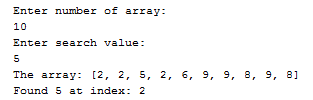 Enter number of array:
10
Enter search value:
5
The array: [2, 2, 5, 2, 6, 9, 9, 8, 9, 8]
Found 5 at index: 2